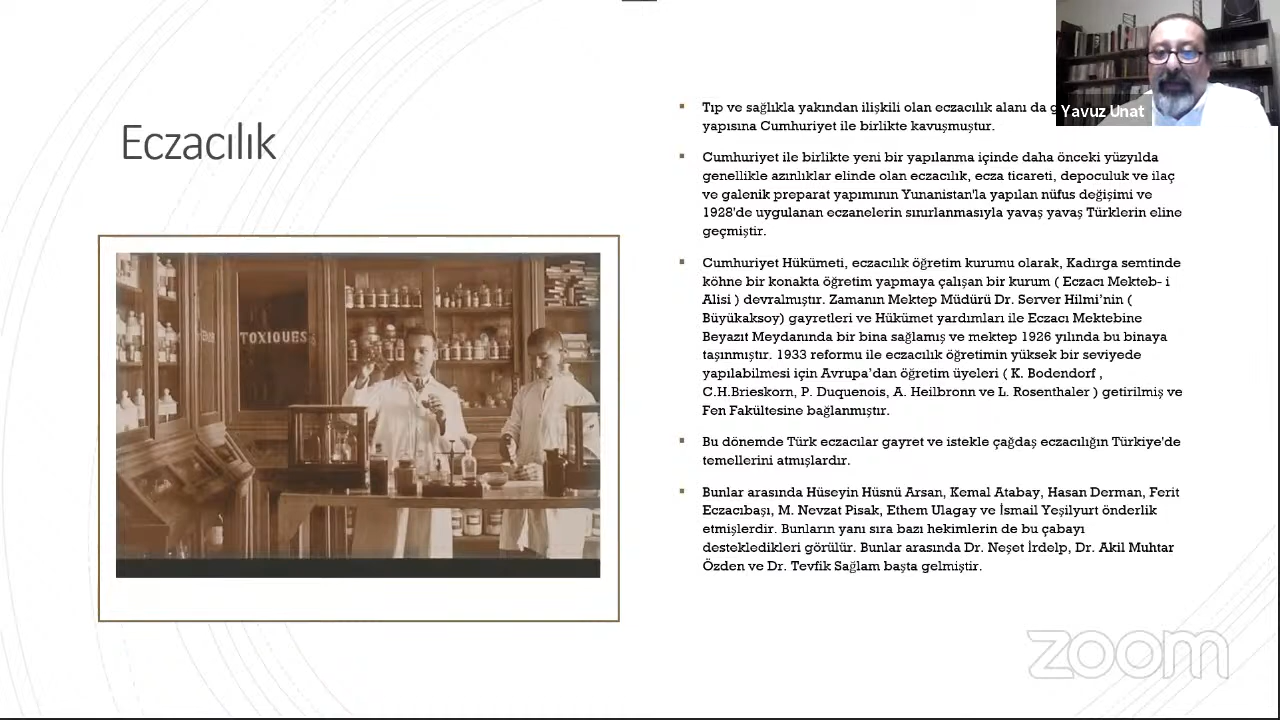 Eczacılık
TOXIQUES
Tıp ve sağlıkla yakından ilişkili olan eczacılık alanı da
yapısına Cumhuriyet ile birlikte kavuşmuştur.
Cumhuriyet ile birlikte yeni bir yapılanma içinde daha önceki yüzyılda
genellikle azınlıklar elinde olan eczacılık, ecza ticareti, depoculuk ve ilaç
ve galenik preparat yapımının Yunanistan'la yapılan nüfus değişimi ve
1928'de uygulanan eczanelerin sınırlanmasıyla yavaş yavaş Türklerin eline
geçmiştir.
Cumhuriyet Hükümeti, eczacılık öğretim kurumu olarak, Kadırga semtinde
köhne bir konakta öğretim yapmaya çalışan bir kurum ( Eczacı Mekteb- i
Alisi ) devralmıştır. Zamanın Mektep Müdürü Dr. Server Hilmi'nin (
Büyükaksoy) gayretleri ve Hükümet yardımları ile Eczacı Mektebine
Beyazıt Meydanında bir bina sağlamış ve mektep 1926 yılında bu binaya
taşınmıştır. 1933 reformu ile eczacılık öğretimin yüksek bir seviyede
yapılabilmesi için Avrupa'dan öğretim üyeleri ( K. Bodendorf ,
C.H.Brieskorn, P. Duquenois, A. Heilbronn ve L. Rosenthaler ) getirilmiş ve
Fen Fakültesine bağlanmıştır.
Bu dönemde Türk eczacılar gayret ve istekle çağdaş eczacılığın Türkiye'de
temellerini atmışlardır.
Bunlar arasında Hüseyin Hüsnü Arsan, Kemal Atabay, Hasan Derman, Ferit
Eczacıbaşı, M. Nevzat Pisak, Ethem Ulagay ve İsmail Yeşilyurt önderlik
etmişlerdir. Bunların yanı sıra bazı hekimlerin de bu çabayı
destekledikleri görülür. Bunlar arasında Dr. Neşet İrdelp, Dr. Akil Muhtar
Özden ve Dr. Tevfik Sağlam başta gelmiştir.
Yavuz Unat
zoom